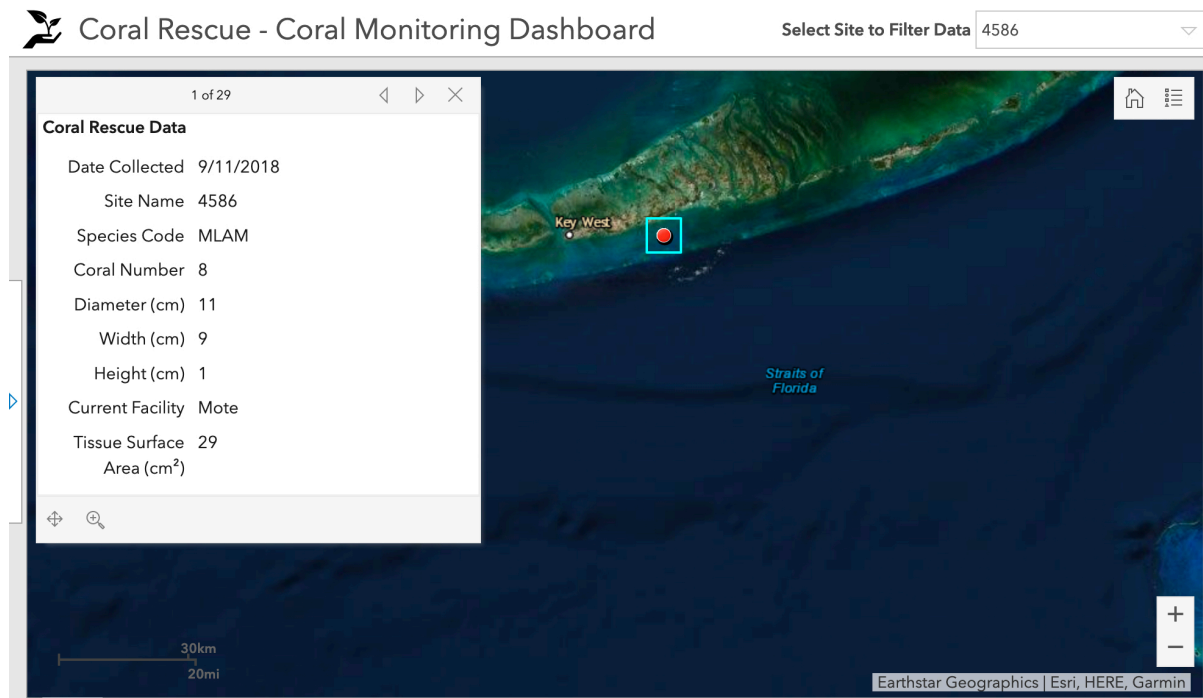 Coral Rescue - Coral Monitoring Dashboard
Select Site to Filter Data 4586
1 of 29
Coral Rescue Data
Date Collected 9/11/2018
Site Name 4586
Species Code MLAM
Coral Number 8
Diameter (cm) 11
Width (cm) 9
Height (cm) 1
Current Facility Mote
Tissue Surface 29
Area (cm²)
Key West
Straits of
Florida
30km
20mi
+
−
Earthstar Geographics | Esri, HERE, Garmin